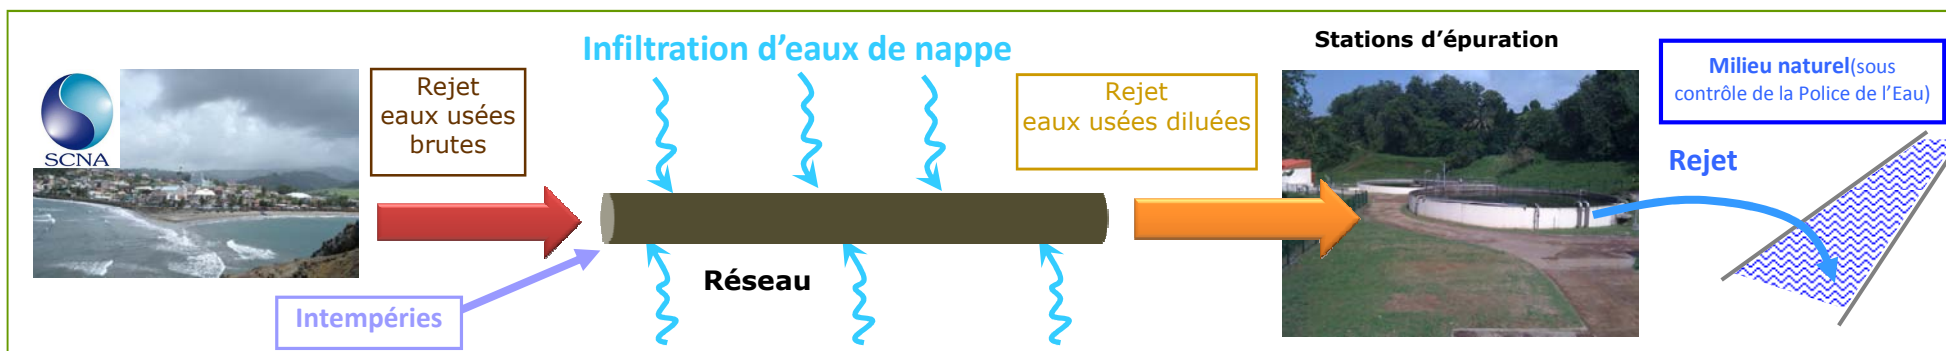 SCNA
Rejet
eaux usées
brutes
Intempéries
Infiltration d’eaux de nappe
Réseau
Rejet
eaux usées diluées
Stations d’épuration
Milieu naturel(sous
contrôle de la Police de l’Eau)
Rejet